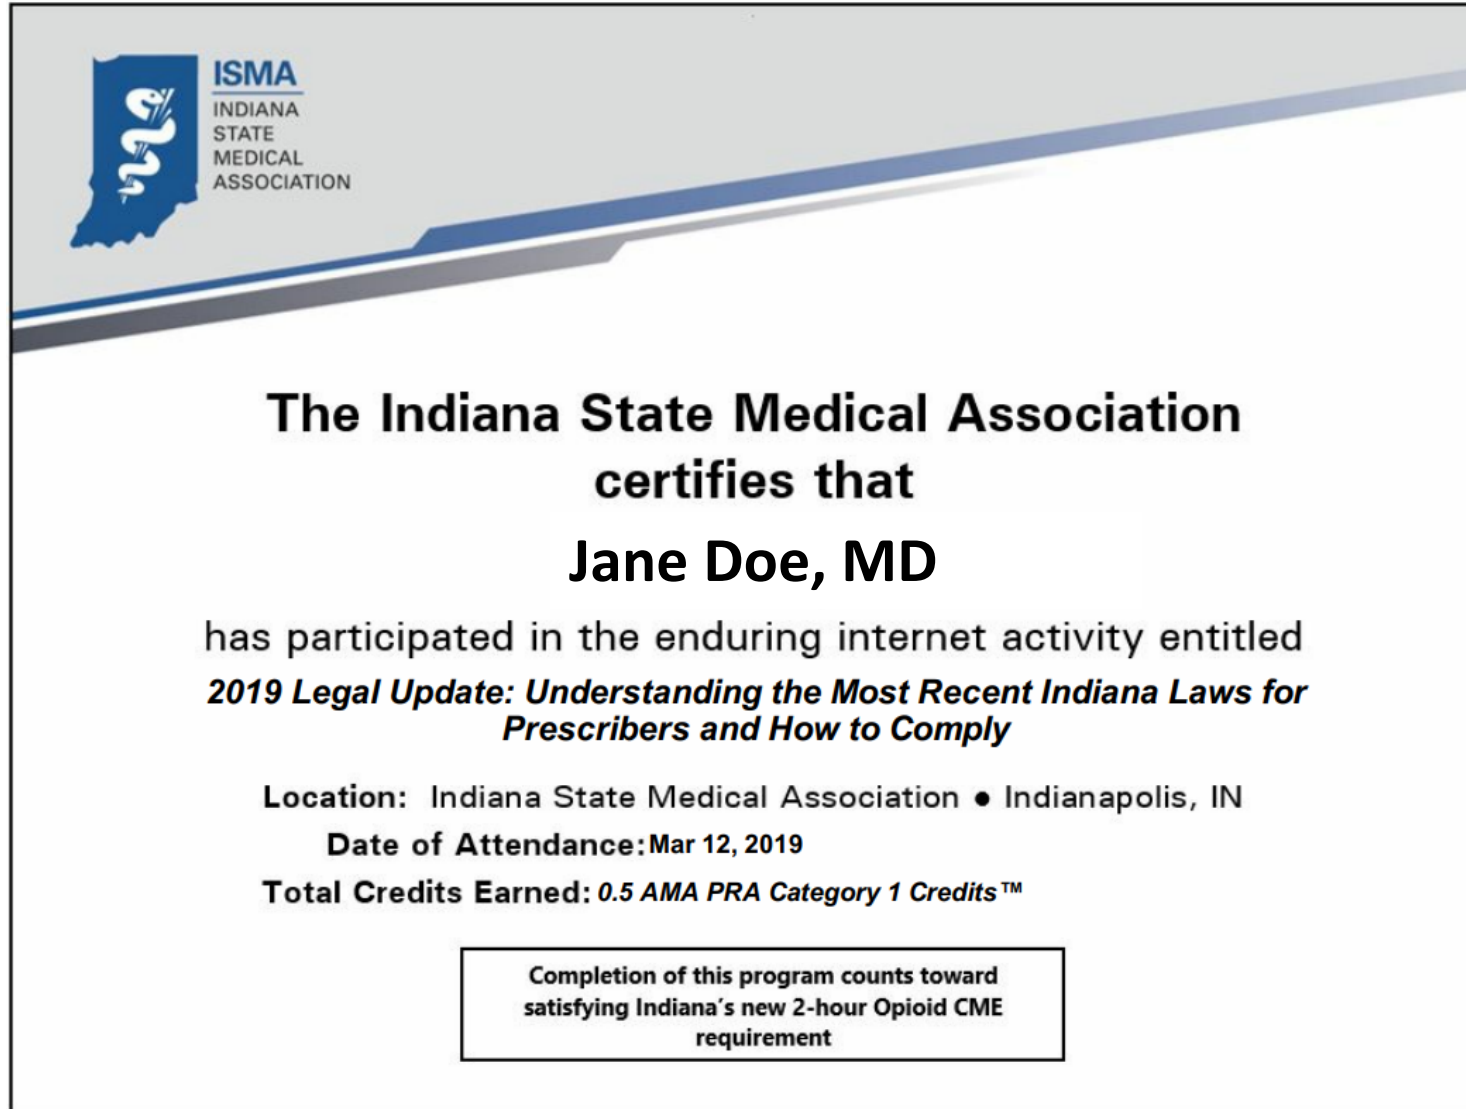 ISMA
INDIANA
STATE
MEDICAL
ASSOCIATION
The Indiana State Medical Association
certifies that
Jane Doe, MD
has participated in the enduring internet activity entitled
2019 Legal Update: Understanding the Most Recent Indiana Laws for
Prescribers and How to Comply
Location: Indiana State Medical Association • Indianapolis, IN
Date of Attendance: Mar 12, 2019
Total Credits Earned: 0.5 AMA PRA Category 1 Credits™
Completion of this program counts toward
satisfying Indiana's new 2-hour Opioid CME
requirement